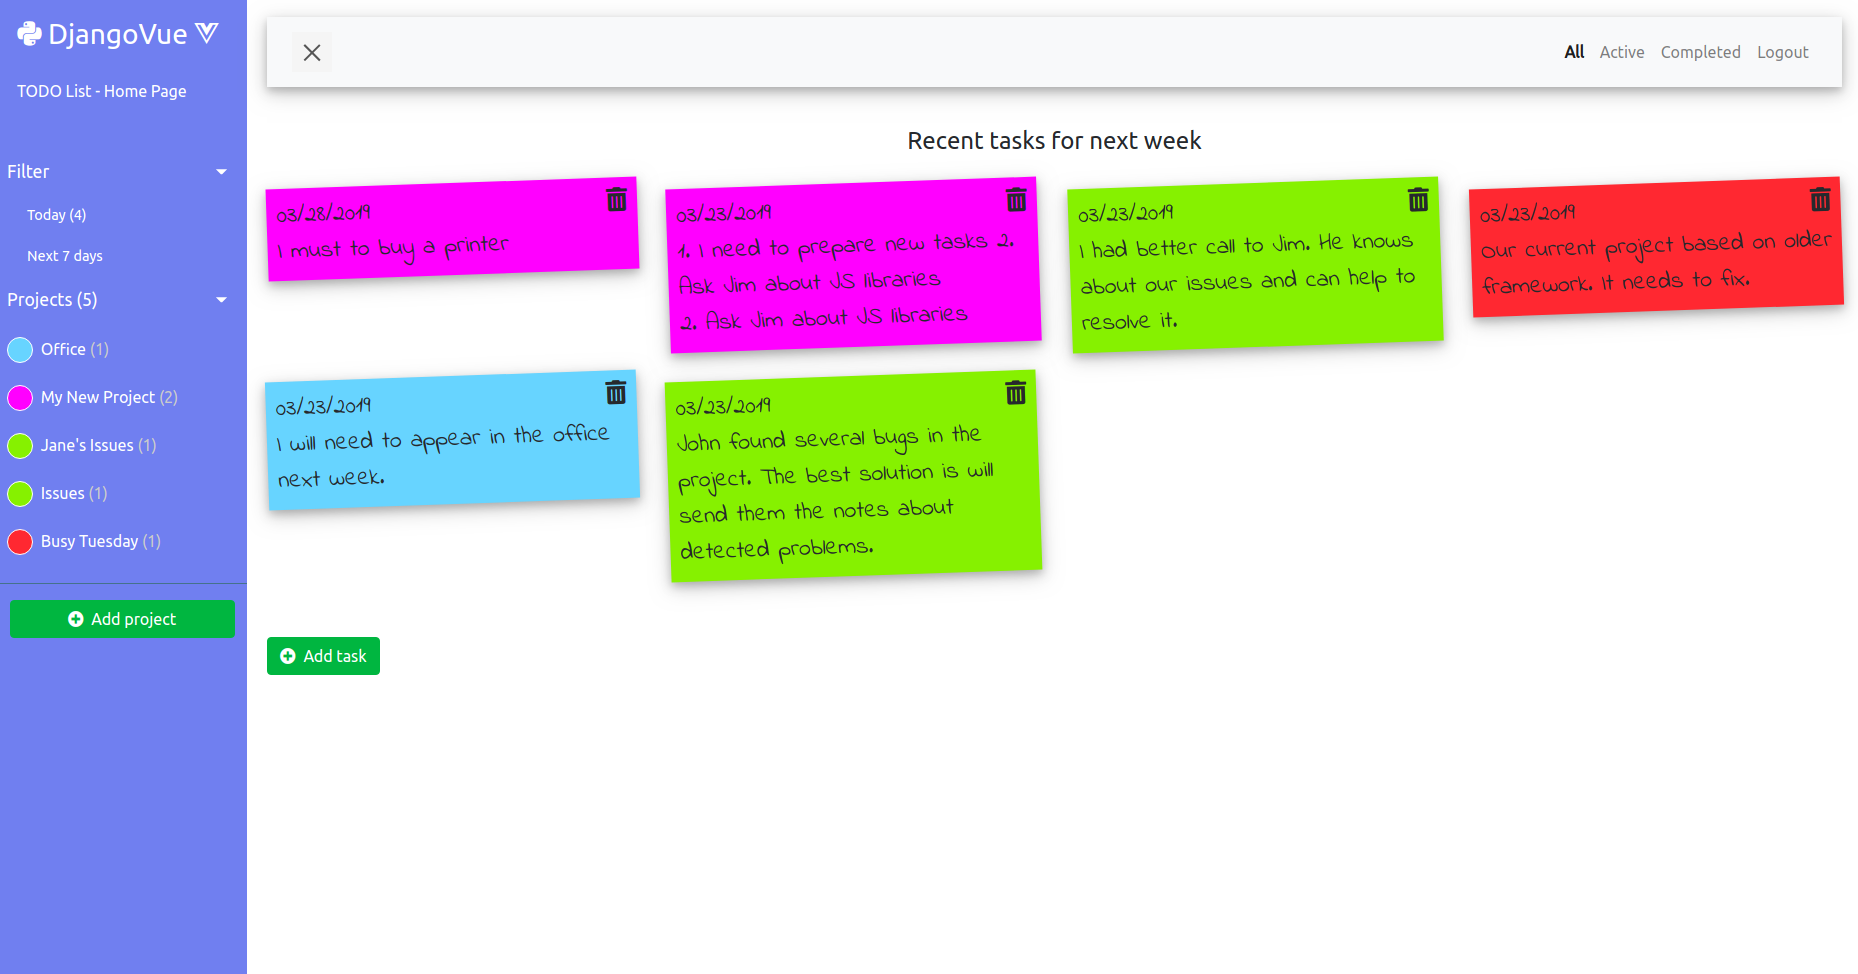 DjangoVue
TODO List - Home Page
Filter
Today (4)
Next 7 days
Projects (5)
Office (1)
My New Project (2)
Jane's Issues (1)
Issues (1)
Busy Tuesday (1)
Add project
All Active Completed Logout
Recent tasks for next week
03/28/2019
I must to buy a printer
03/23/2019
1. I need to prepare new tasks 2.
Ask Jim about JS libraries
2. Ask Jim about JS libraries
03/23/2019
I had better call to Jim. He knows
about our issues and can help to
resolve it.
03/23/2019
Our current project based on older
framework. It needs to fix.
03/23/2019
I will need to appear in the office
next week.
03/23/2019
John found several bugs in the
project. The best solution is will
send them the notes about
detected problems.
Add task